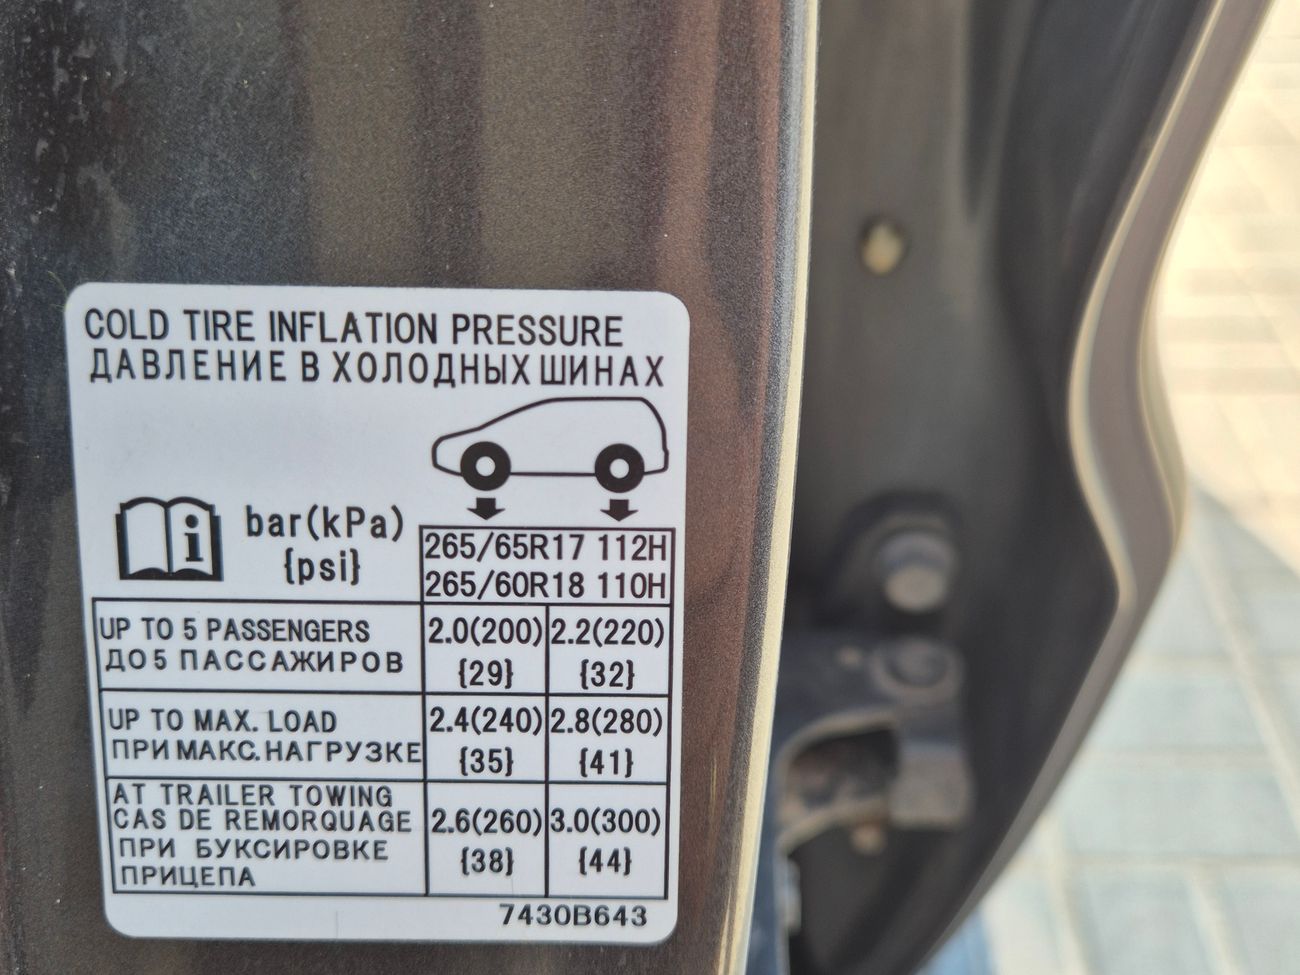 COLD TIRE INFLATION PRESSURE
ДАВЛЕНИЕ В ХОЛОДНЫХ ШИНАХ
i bar(kPa)
{psi}
265/65R17 112H
265/60R18 110H
UP TO 5 PASSENGERS
ДО 5 ПАССАЖИРОВ
2.0(200) 2.2(220)
{29} {32}
UP TO MAX. LOAD
ПРИ МАКС. НАГРУЗКЕ
2.4(240) 2.8(280)
{35} {41}
AT TRAILER TOWING
CAS DE REMORQUAGE
ПРИ БУКСИРОВКЕ
ПРИЦЕПА
2.6(260) 3.0(300)
{38} {44}
7430B643